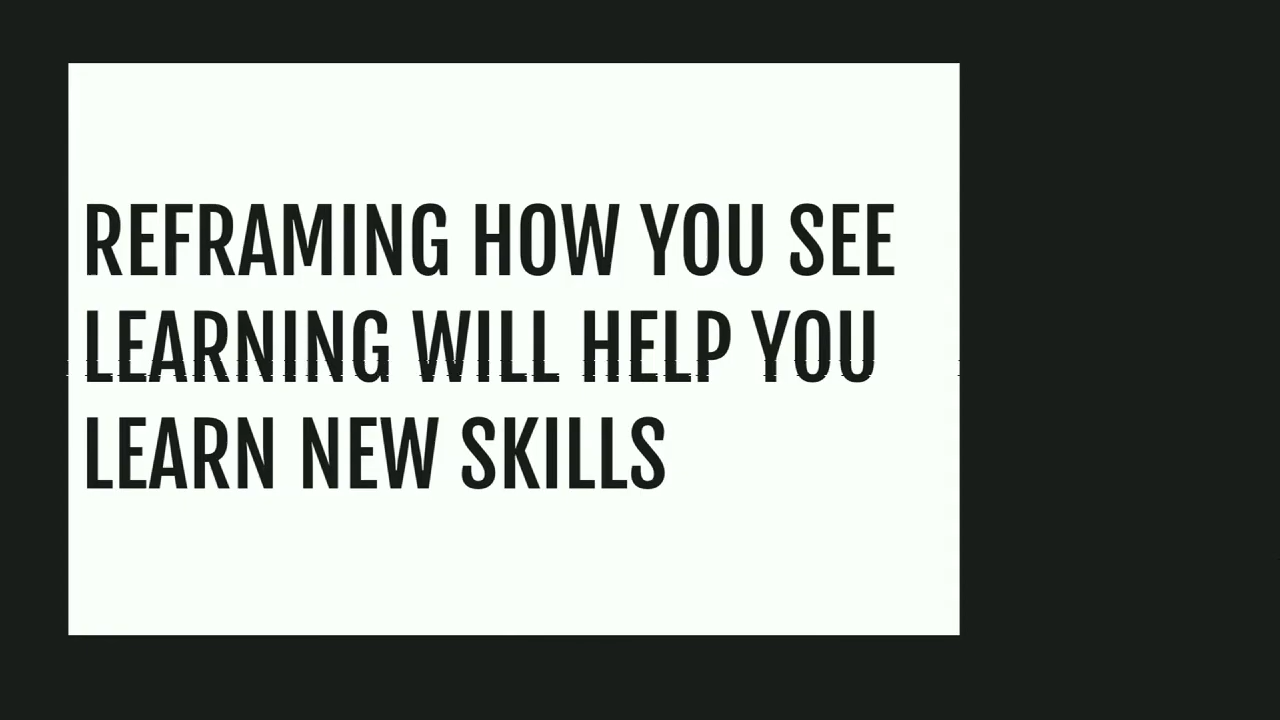 REFRAMING HOW YOU SEE
LEARNING WILL HELP YOU
LEARN NEW SKILLS